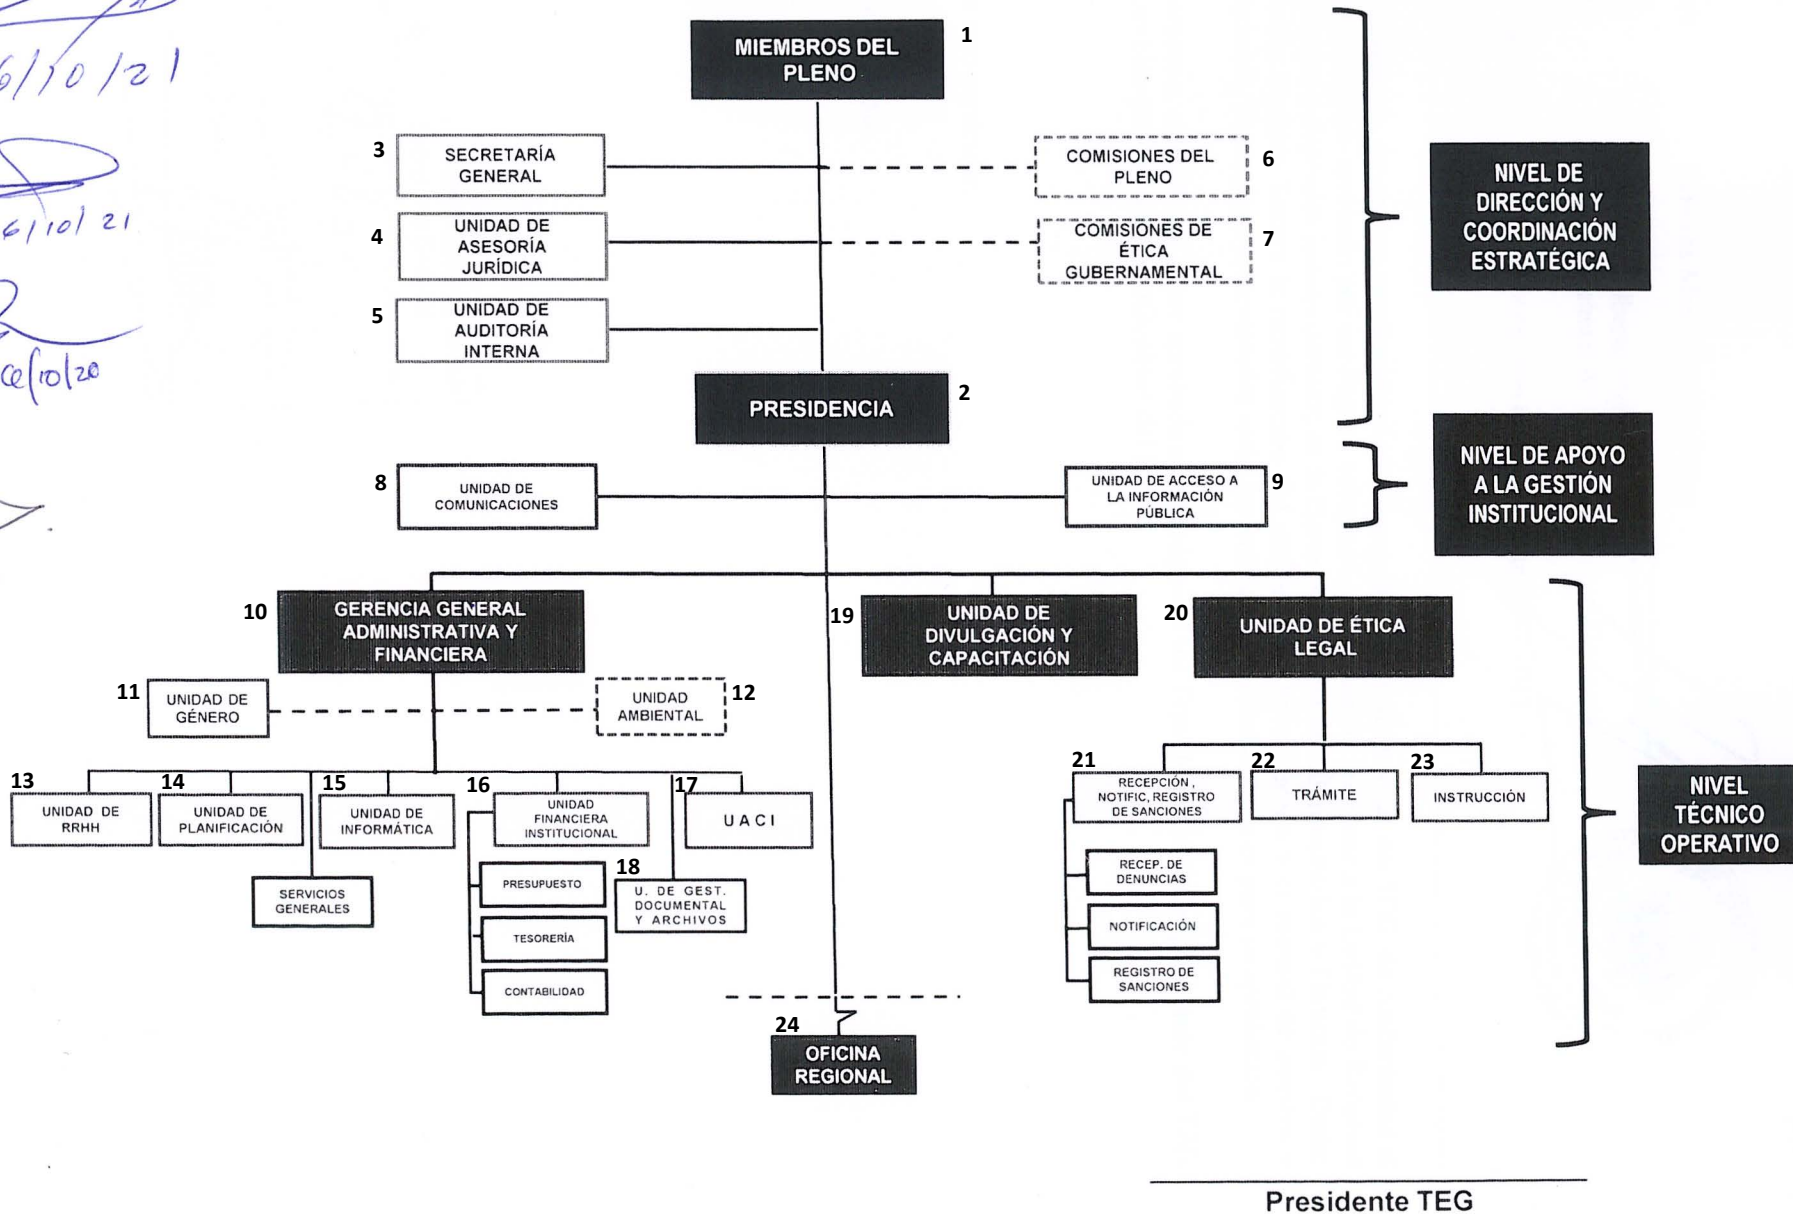 6/10/21
6/10/21
/10/20
1
MIEMBROS DEL
PLENO
3
SECRETARÍA
GENERAL
COMISIONES DEL
PLENO
6
4
UNIDAD DE
ASESORÍA
JURÍDICA
COMISIONES DE
ÉTICA
GUBERNAMENTAL
7
5
UNIDAD DE
AUDITORÍA
INTERNA
NIVEL DE
DIRECCIÓN Y
COORDINACIÓN
ESTRATÉGICA
PRESIDENCIA
2
8
UNIDAD DE
COMUNICACIONES
UNIDAD DE ACCESO A
LA INFORMACIÓN
PÚBLICA
9
NIVEL DE APOYO
A LA GESTIÓN
INSTITUCIONAL
10
GERENCIA GENERAL
ADMINISTRATIVA Y
FINANCIERA
19
UNIDAD DE
DIVULGACIÓN Y
CAPACITACIÓN
20
UNIDAD DE ÉTICA
LEGAL
11
UNIDAD DE
GÉNERO
UNIDAD
AMBIENTAL
12
13
UNIDAD DE
RRHH
14
UNIDAD DE
PLANIFICACIÓN
15
UNIDAD DE
INFORMÁTICA
16
UNIDAD
FINANCIERA
INSTITUCIONAL
17
UACI
21
RECEPCIÓN,
NOTIFIC, REGISTRO
DE SANCIONES
22
TRÁMITE
23
INSTRUCCIÓN
NIVEL
TÉCNICO
OPERATIVO
SERVICIOS
GENERALES
PRESUPUESTO
TESORERÍA
CONTABILIDAD
18
U. DE GEST.
DOCUMENTAL
Y ARCHIVOS
RECEP. DE
DENUNCIAS
NOTIFICACIÓN
REGISTRO DE
SANCIONES
24
OFICINA
REGIONAL
Presidente TEG